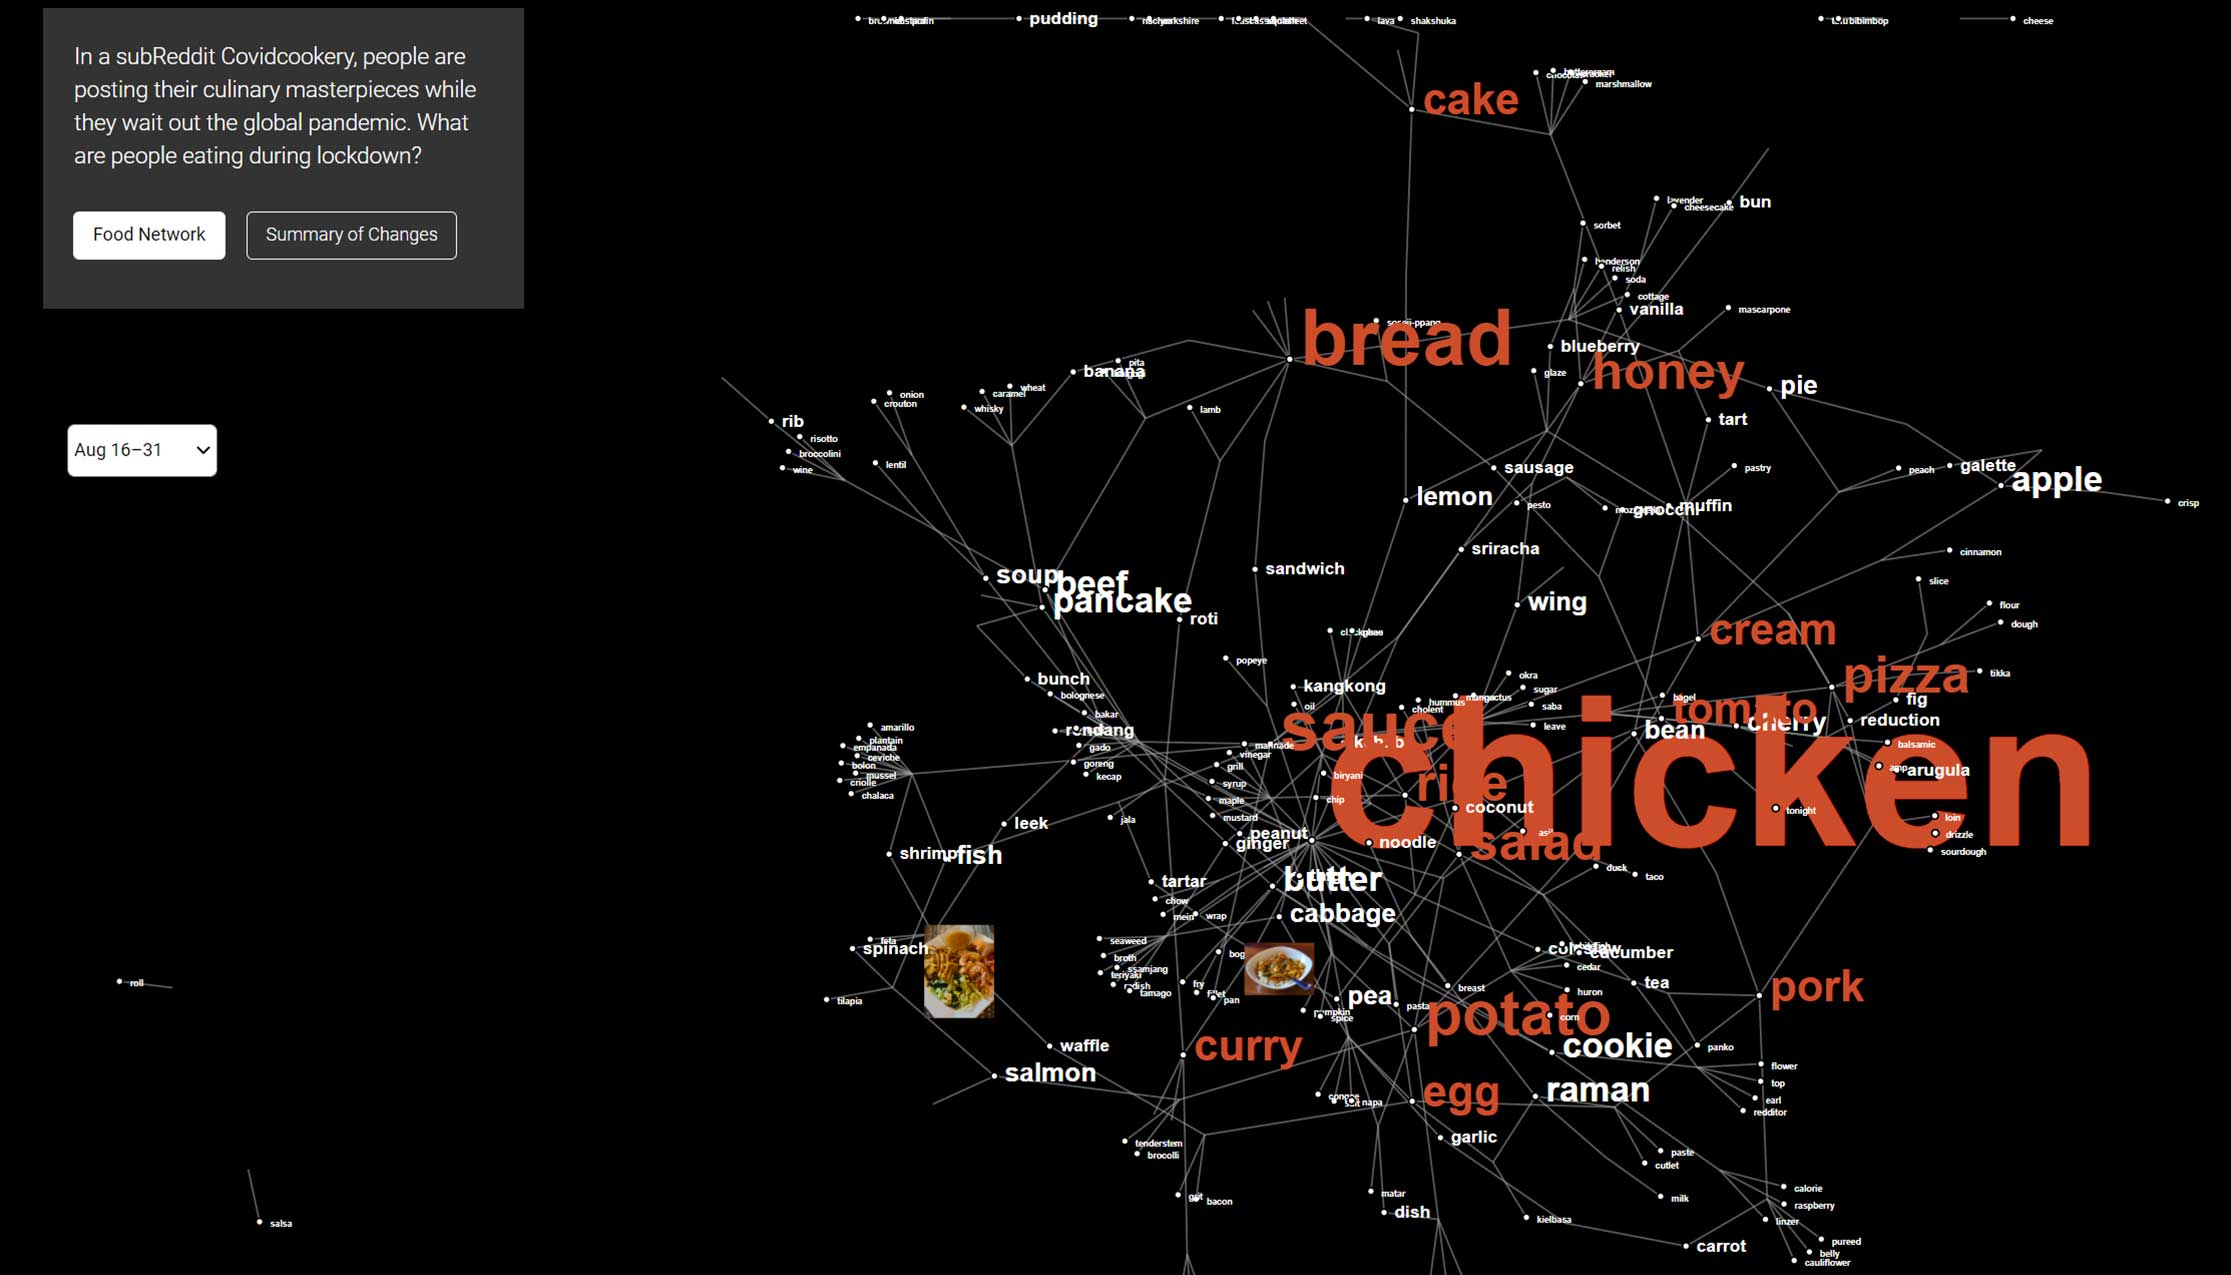 In a subReddit Covidcookery, people are
posting their culinary masterpieces while
they wait out the global pandemic. What
are people eating during lockdown?
Food Network
Summary of Changes
Aug 16–31
pudding
lava
shakshuka
bibimbop
cheese
cake
marshmallow
lavender
cheesecake
bun
sorbet
henderson
relish
soda
cottage
vanilla
mascarpone
bread
blueberry
honey
glaze
pie
tart
pita
banana
wheat
caramel
whisky
onion
crouton
lamb
rib
risotto
broccolini
wine
lentil
sausage
pastry
peach
galette
apple
crisp
lemon
pesto
gnocchi
muffin
sriracha
cinnamon
sandwich
soup
beef
pancake
roti
wing
slice
flour
dough
cream
popeye
bunch
bolognese
kangkong
oil
okra
sugar
saba
leave
hummus
cholent
pizza
tikka
fig
bagel
tomato
cherry
reduction
bean
balsamic
arugula
sauce
chicken
rice
salad
coconut
biryani
chip
noodle
tonight
loin
drizzle
sourdough
bakar
rendang
gado
goreng
kecap
marinade
vinegar
grill
syrup
maple
mustard
peanut
ginger
amarillo
plantain
empanada
ceviche
bolon
mussel
criolle
chalaca
jala
leek
shrimp
fish
tartar
chow
mein
wrap
butter
cabbage
duck
taco
feta
spinach
tilapia
seaweed
broth
ssamjang
teriyaki
radish
tamago
fry
fillet
pan
coleslaw
cucumber
cedar
tea
huron
corn
breast
pea
pasta
pumpkin
spice
potato
pork
roll
waffle
salmon
curry
cookie
panko
egg
raman
flower
top
earl
redditor
congee
napa
garlic
tenderstem
brocolli
paste
cutlet
grit
bacon
matar
dish
milk
calorie
raspberry
linzer
salsa
kielbasa
carrot
pureed
belly
cauliflower